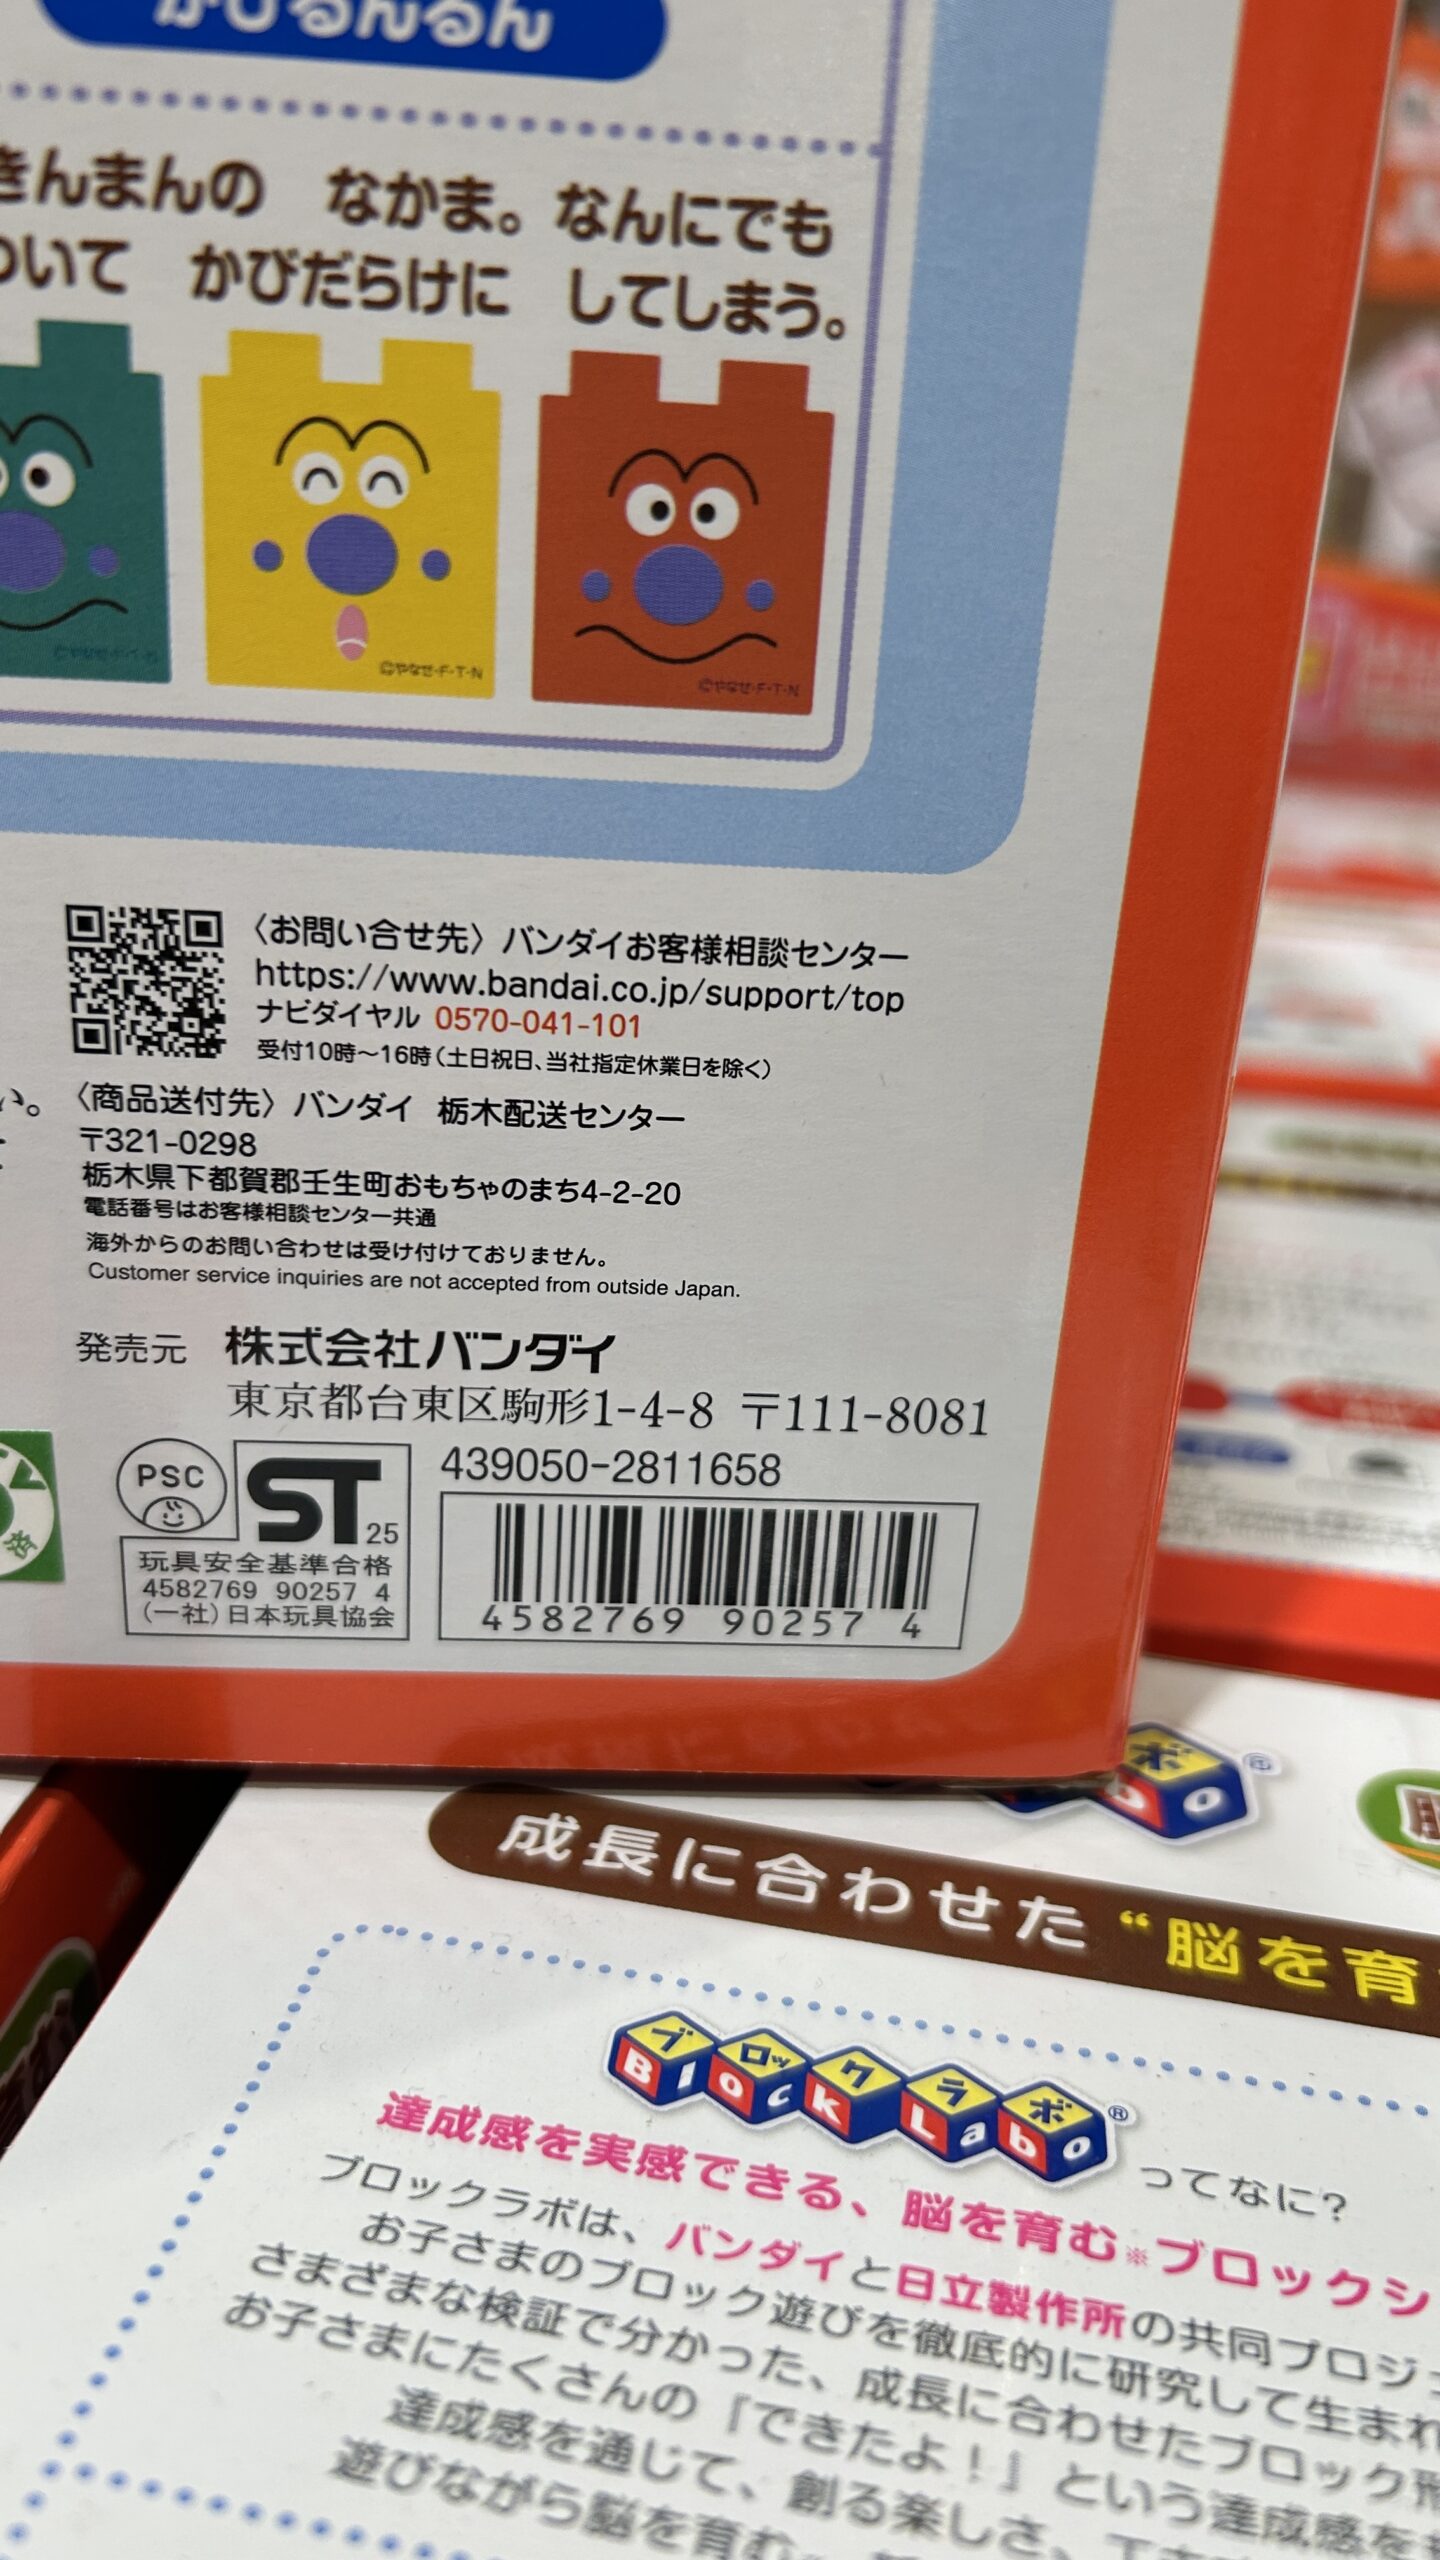 かびるんるん
きんまんの なかま。なんにでも
ついて かびだらけに してしまう。
©やなせ・F・T・N
©やなせ・F・T・N
©やなせ・F・T・N
〈お問い合せ先〉バンダイお客様相談センター
https://www.bandai.co.jp/support/top
ナビダイヤル 0570-041-101
受付10時～16時（土日祝日、当社指定休業日を除く）
い。
〈商品送付先〉バンダイ 栃木配送センター
〒321-0298
栃木県下都賀郡壬生町おもちゃのまち4-2-20
電話番号はお客様相談センター共通
海外からのお問い合わせは受け付けておりません。
Customer service inquiries are not accepted from outside Japan.
発売元 株式会社バンダイ
東京都台東区駒形1-4-8 〒111-8081
済
PSC
ST 25
玩具安全基準合格
4582769 90257 4
(一社)日本玩具協会
439050-2811658
4582769 90257 4
ボ
bo®
成長に合わせた“脳を育
ブロックラボ
Block Labo®
ってなに?
達成感を実感できる、脳を育む※ブロックシ
ブロックラボは、バンダイと日立製作所の共同プロジ
お子さまのブロック遊びを徹底的に研究して生まれ
さまざまな検証で分かった、成長に合わせたブロック形
お子さまにたくさんの「できたよ!」という達成感を
達成感を通じて、創る楽しさ、
遊びながら脳を育む